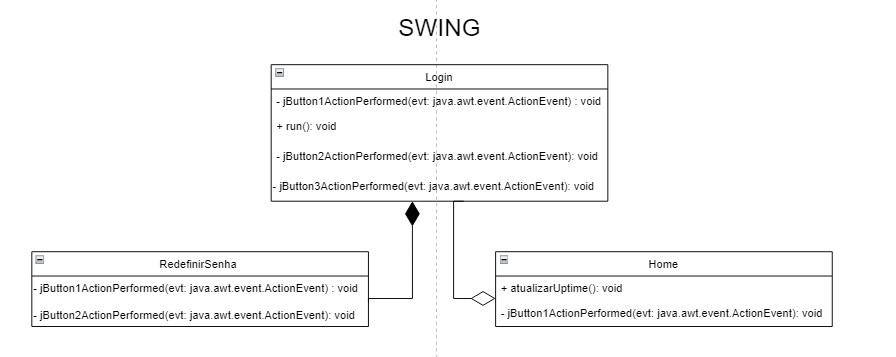 SWING
Login
- jButton1ActionPerformed(evt: java.awt.event.ActionEvent) : void
+ run(): void
- jButton2ActionPerformed(evt: java.awt.event.ActionEvent): void
- jButton3ActionPerformed(evt: java.awt.event.ActionEvent): void
RedefinirSenha
- jButton1ActionPerformed(evt: java.awt.event.ActionEvent) : void
- jButton2ActionPerformed(evt: java.awt.event.ActionEvent): void
Home
+ atualizarUptime(): void
- jButton1ActionPerformed(evt: java.awt.event.ActionEvent): void